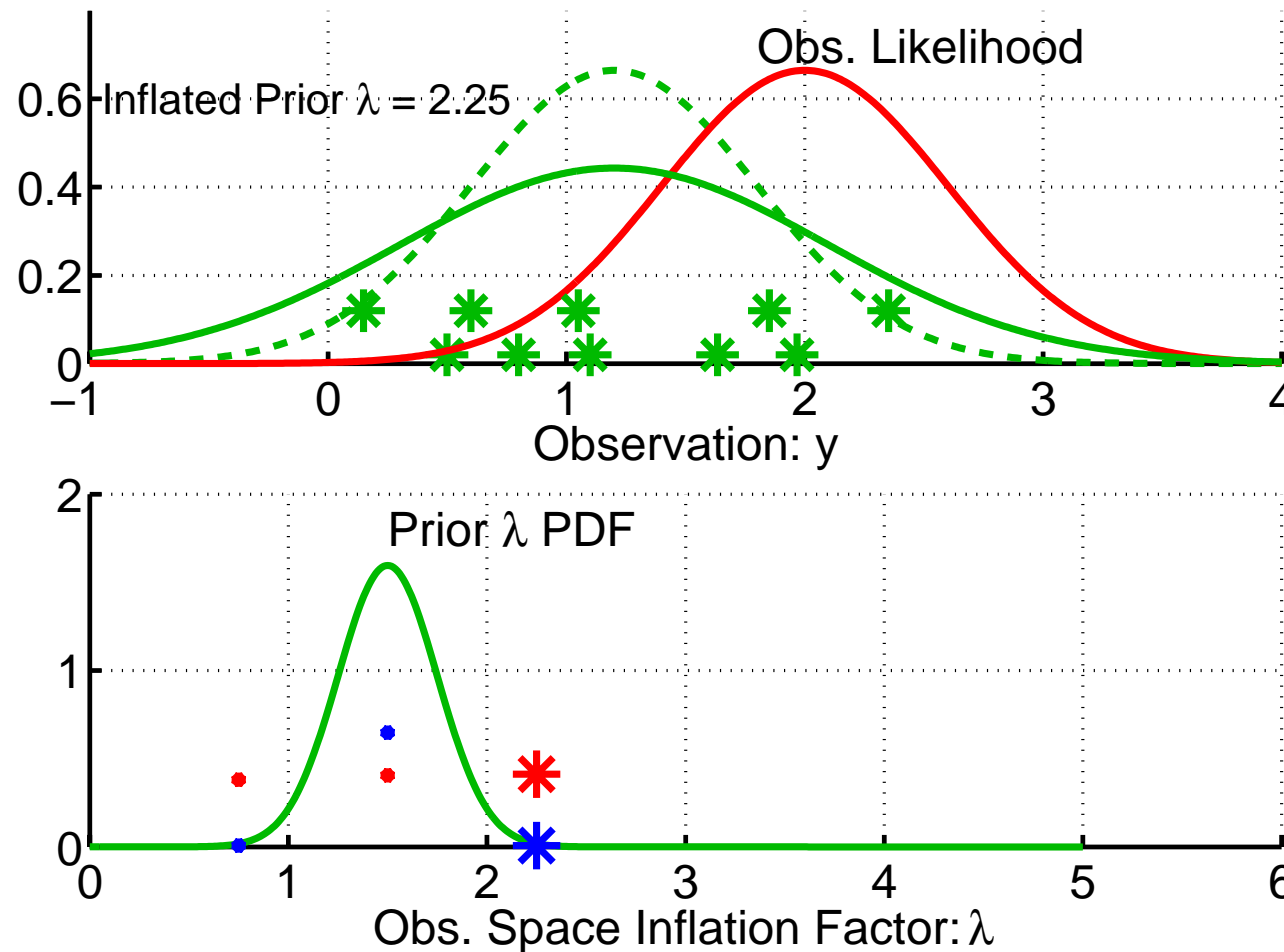 Obs. Likelihood
0.6
Inflated Prior λ = 2.25
0.4
0.2
0
−1 0 1 2 3 4
Observation: y
2
Prior λ PDF
1
0
0 1 2 3 4 5 6
Obs. Space Inflation Factor: λ